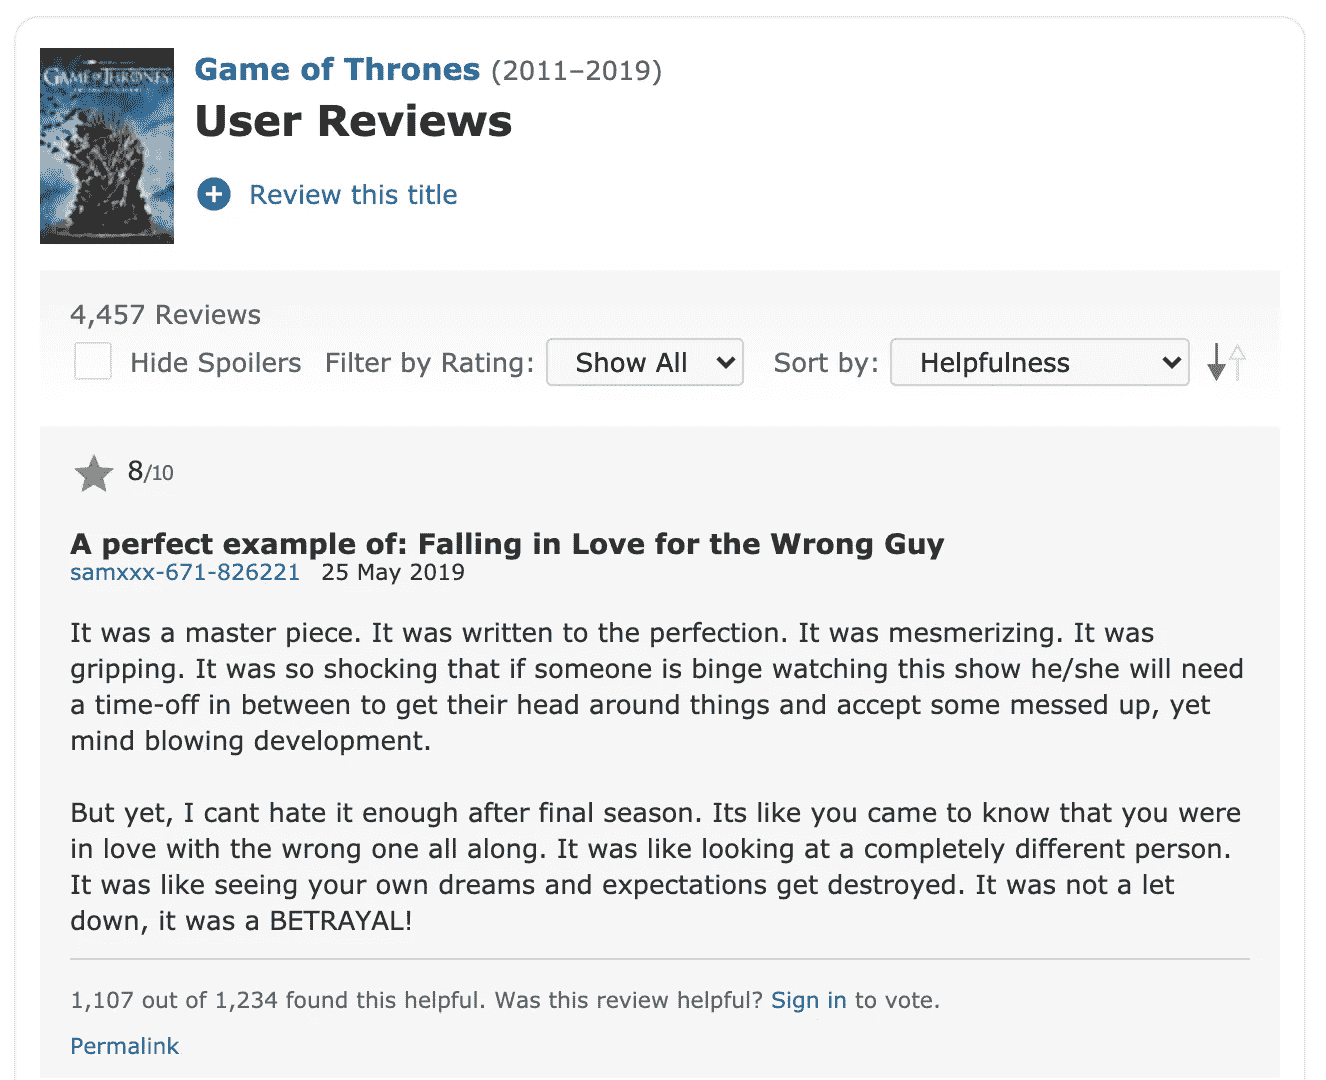 GAME OF THRONES
Game of Thrones (2011–2019)
User Reviews
Review this title
4,457 Reviews
Hide Spoilers Filter by Rating: Show All Sort by: Helpfulness
8/10
A perfect example of: Falling in Love for the Wrong Guy
samxxx-671-826221 25 May 2019
It was a master piece. It was written to the perfection. It was mesmerizing. It was
gripping. It was so shocking that if someone is binge watching this show he/she will need
a time-off in between to get their head around things and accept some messed up, yet
mind blowing development.
But yet, I cant hate it enough after final season. Its like you came to know that you were
in love with the wrong one all along. It was like looking at a completely different person.
It was like seeing your own dreams and expectations get destroyed. It was not a let
down, it was a BETRAYAL!
1,107 out of 1,234 found this helpful. Was this review helpful? Sign in to vote.
Permalink